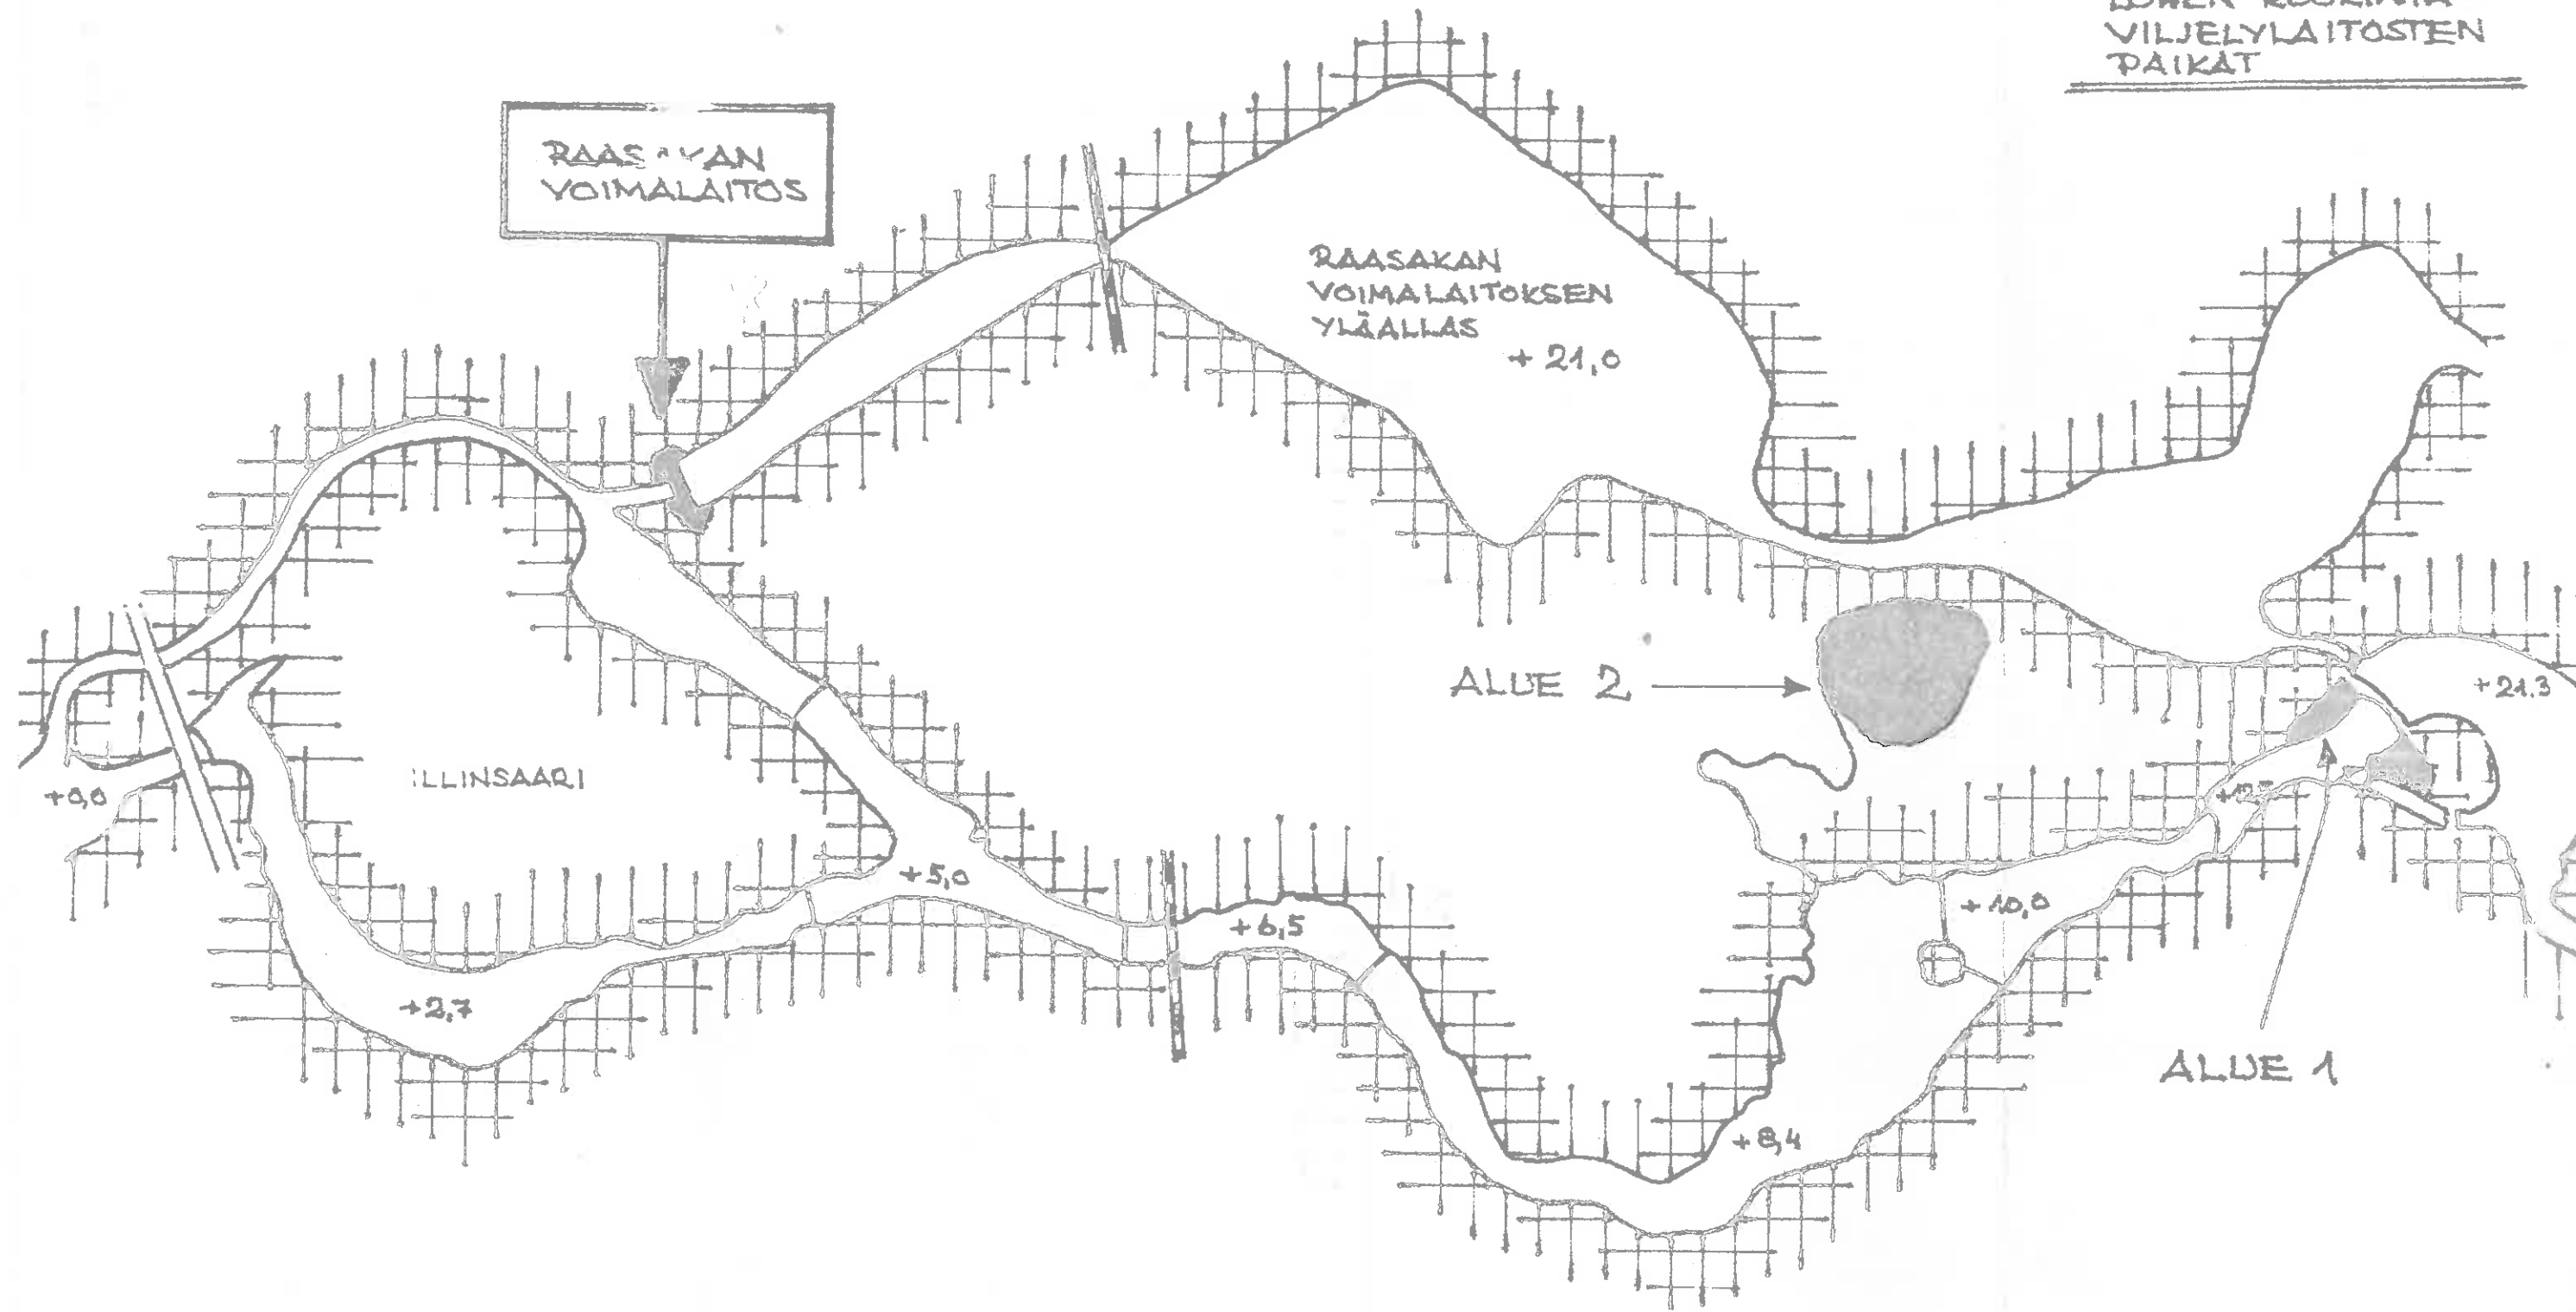 VILJELYLAITOSTEN
PAIKAT
VOIMALAITOS
RAASAKAN
VOIMALAITOKSEN
YLÄALLAS
+ 21,0
ALUE 2
+21.3
ILLINSAARI
+0,0
+5,0
+6,5
+10,0
+2,7
+8,4
ALUE 1